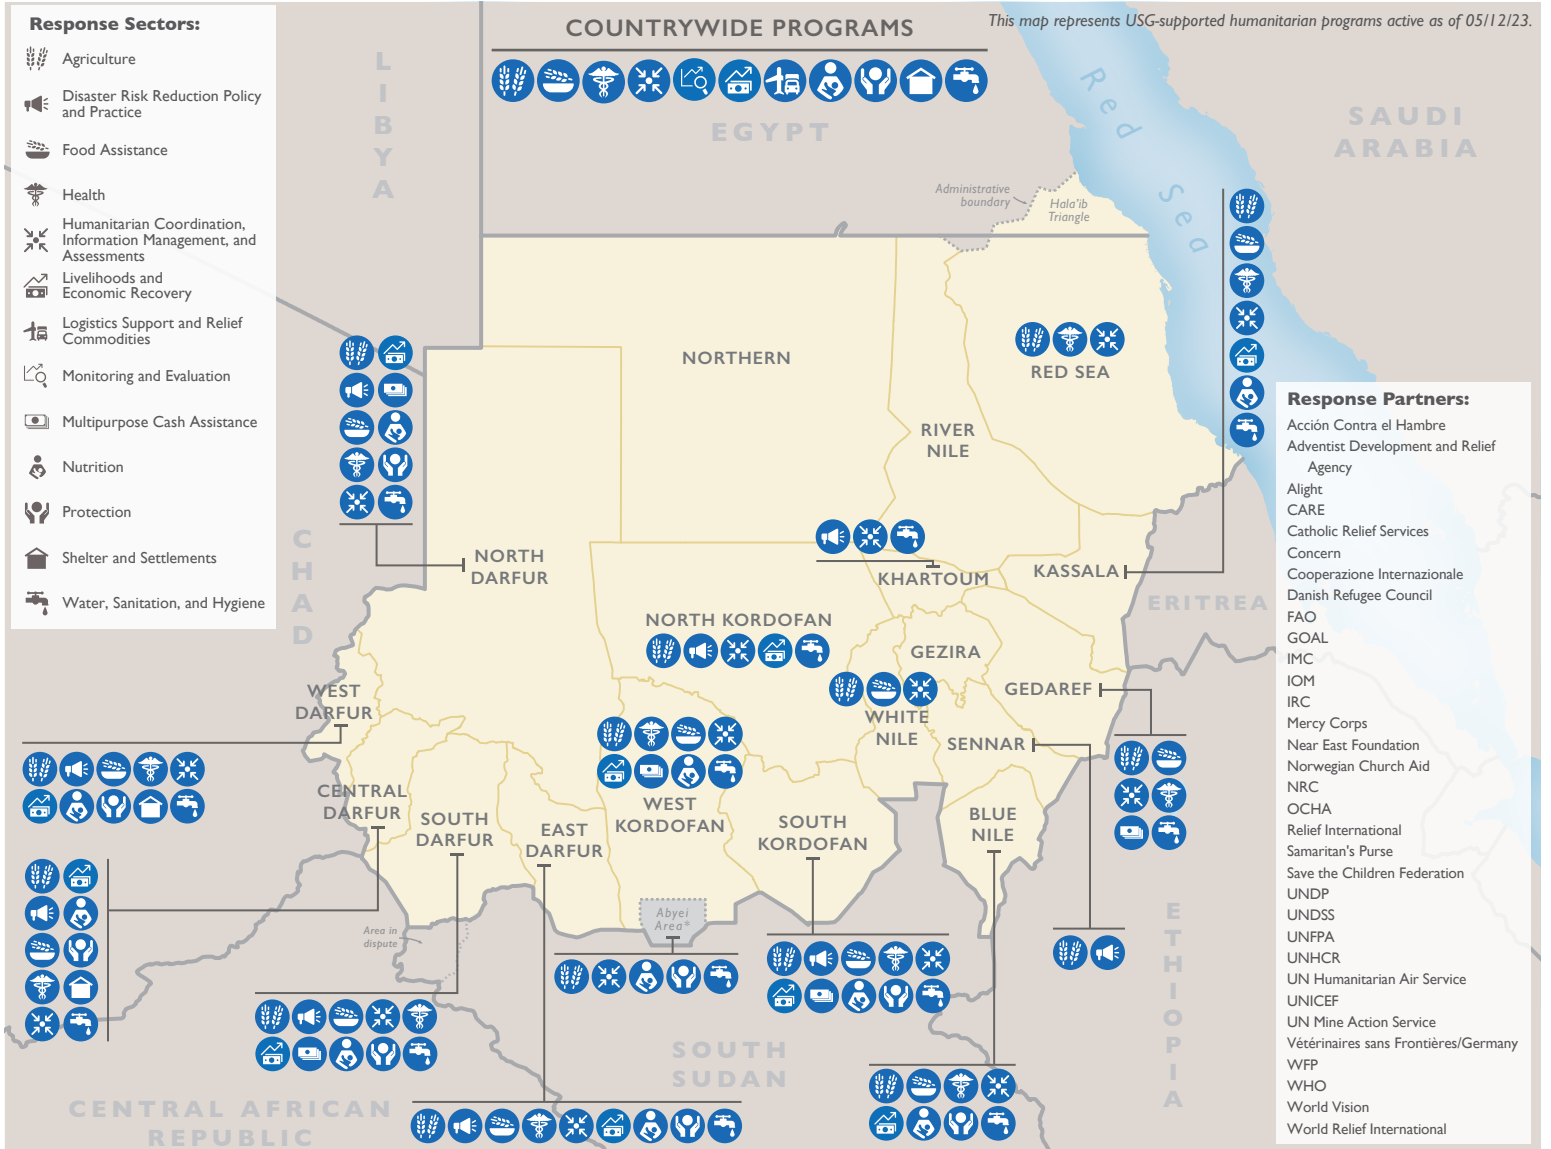 Response Sectors:
Agriculture
Disaster Risk Reduction Policy
and Practice
Food Assistance
Health
Humanitarian Coordination,
Information Management, and
Assessments
Livelihoods and
Economic Recovery
Logistics Support and Relief
Commodities
Monitoring and Evaluation
Multipurpose Cash Assistance
Nutrition
Protection
Shelter and Settlements
Water, Sanitation, and Hygiene
COUNTRYWIDE PROGRAMS
This map represents USG-supported humanitarian programs active as of 05/12/23.
LIBYA
EGYPT
Red Sea
SAUDI
ARABIA
Administrative
boundary
Hala'ib
Triangle
NORTHERN
RED SEA
RIVER
NILE
CHAD
NORTH
DARFUR
KHARTOUM
KASSALA
ERITREA
NORTH KORDOFAN
GEZIRA
GEDAREF
WEST
DARFUR
WHITE
NILE
SENNAR
CENTRAL
DARFUR
SOUTH
DARFUR
EAST
DARFUR
WEST
KORDOFAN
SOUTH
KORDOFAN
BLUE
NILE
Abyei
Area*
Area in
dispute
ETHIOPIA
SOUTH
SUDAN
CENTRAL AFRICAN
REPUBLIC
Response Partners:
Acción Contra el Hambre
Adventist Development and Relief
Agency
Alight
CARE
Catholic Relief Services
Concern
Cooperazione Internazionale
Danish Refugee Council
FAO
GOAL
IMC
IOM
IRC
Mercy Corps
Near East Foundation
Norwegian Church Aid
NRC
OCHA
Relief International
Samaritan's Purse
Save the Children Federation
UNDP
UNDSS
UNFPA
UNHCR
UN Humanitarian Air Service
UNICEF
UN Mine Action Service
Vétérinaires sans Frontières/Germany
WFP
WHO
World Vision
World Relief International